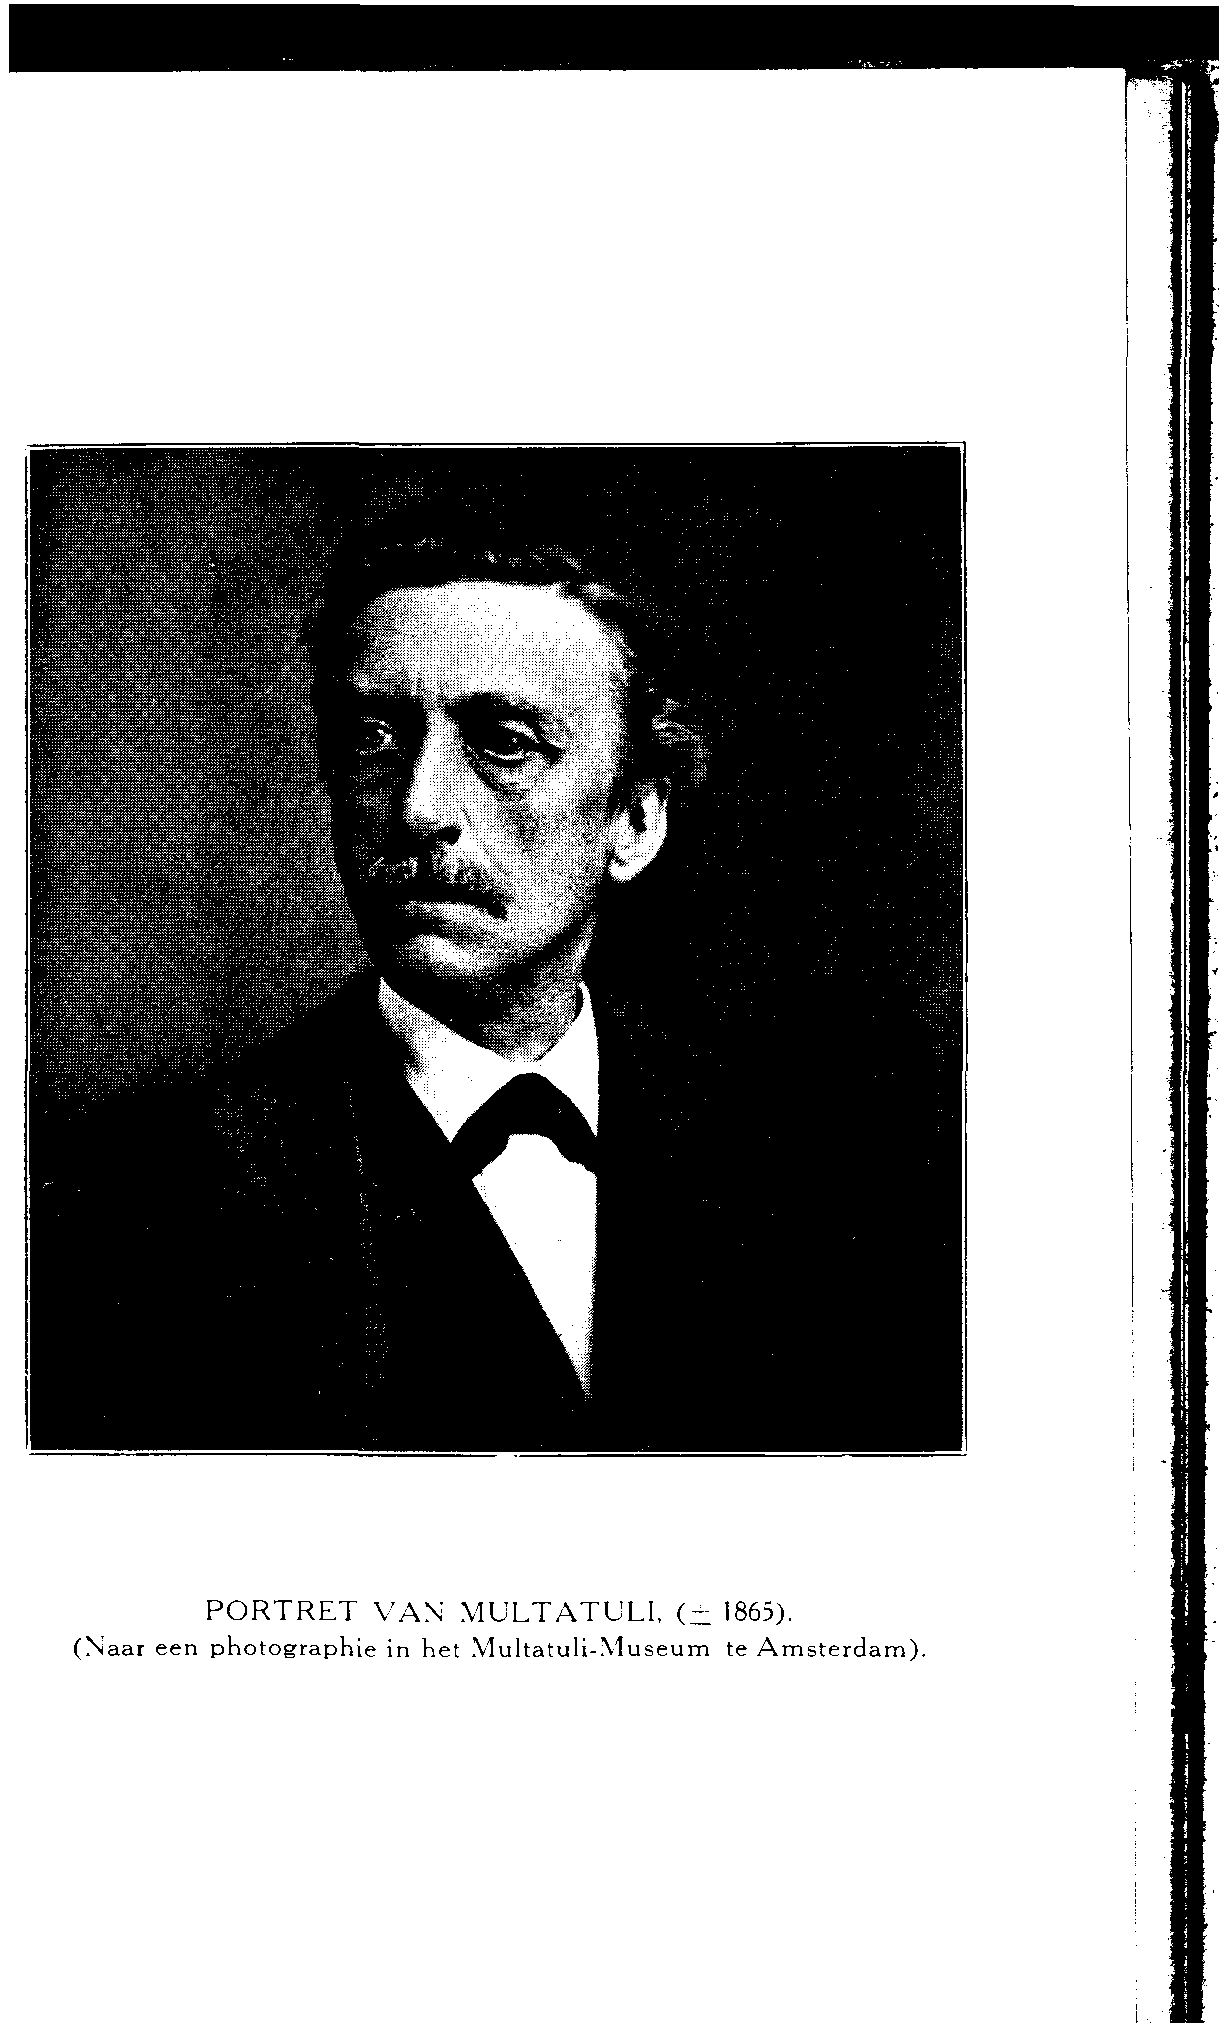 PORTRET VAN MULTATULI, (± 1865).
(Naar een photographie in het Multatuli-Museum te Amsterdam).